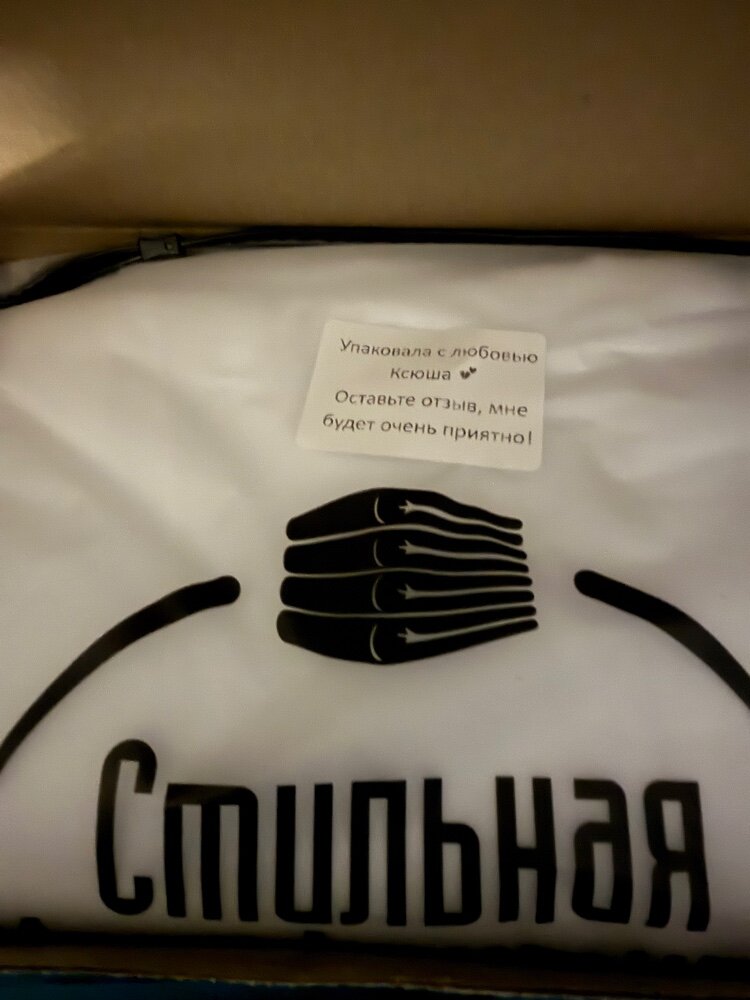 Упаковала с любовью
Ксюша 💕
Оставьте отзыв, мне
будет очень приятно!
Стильная